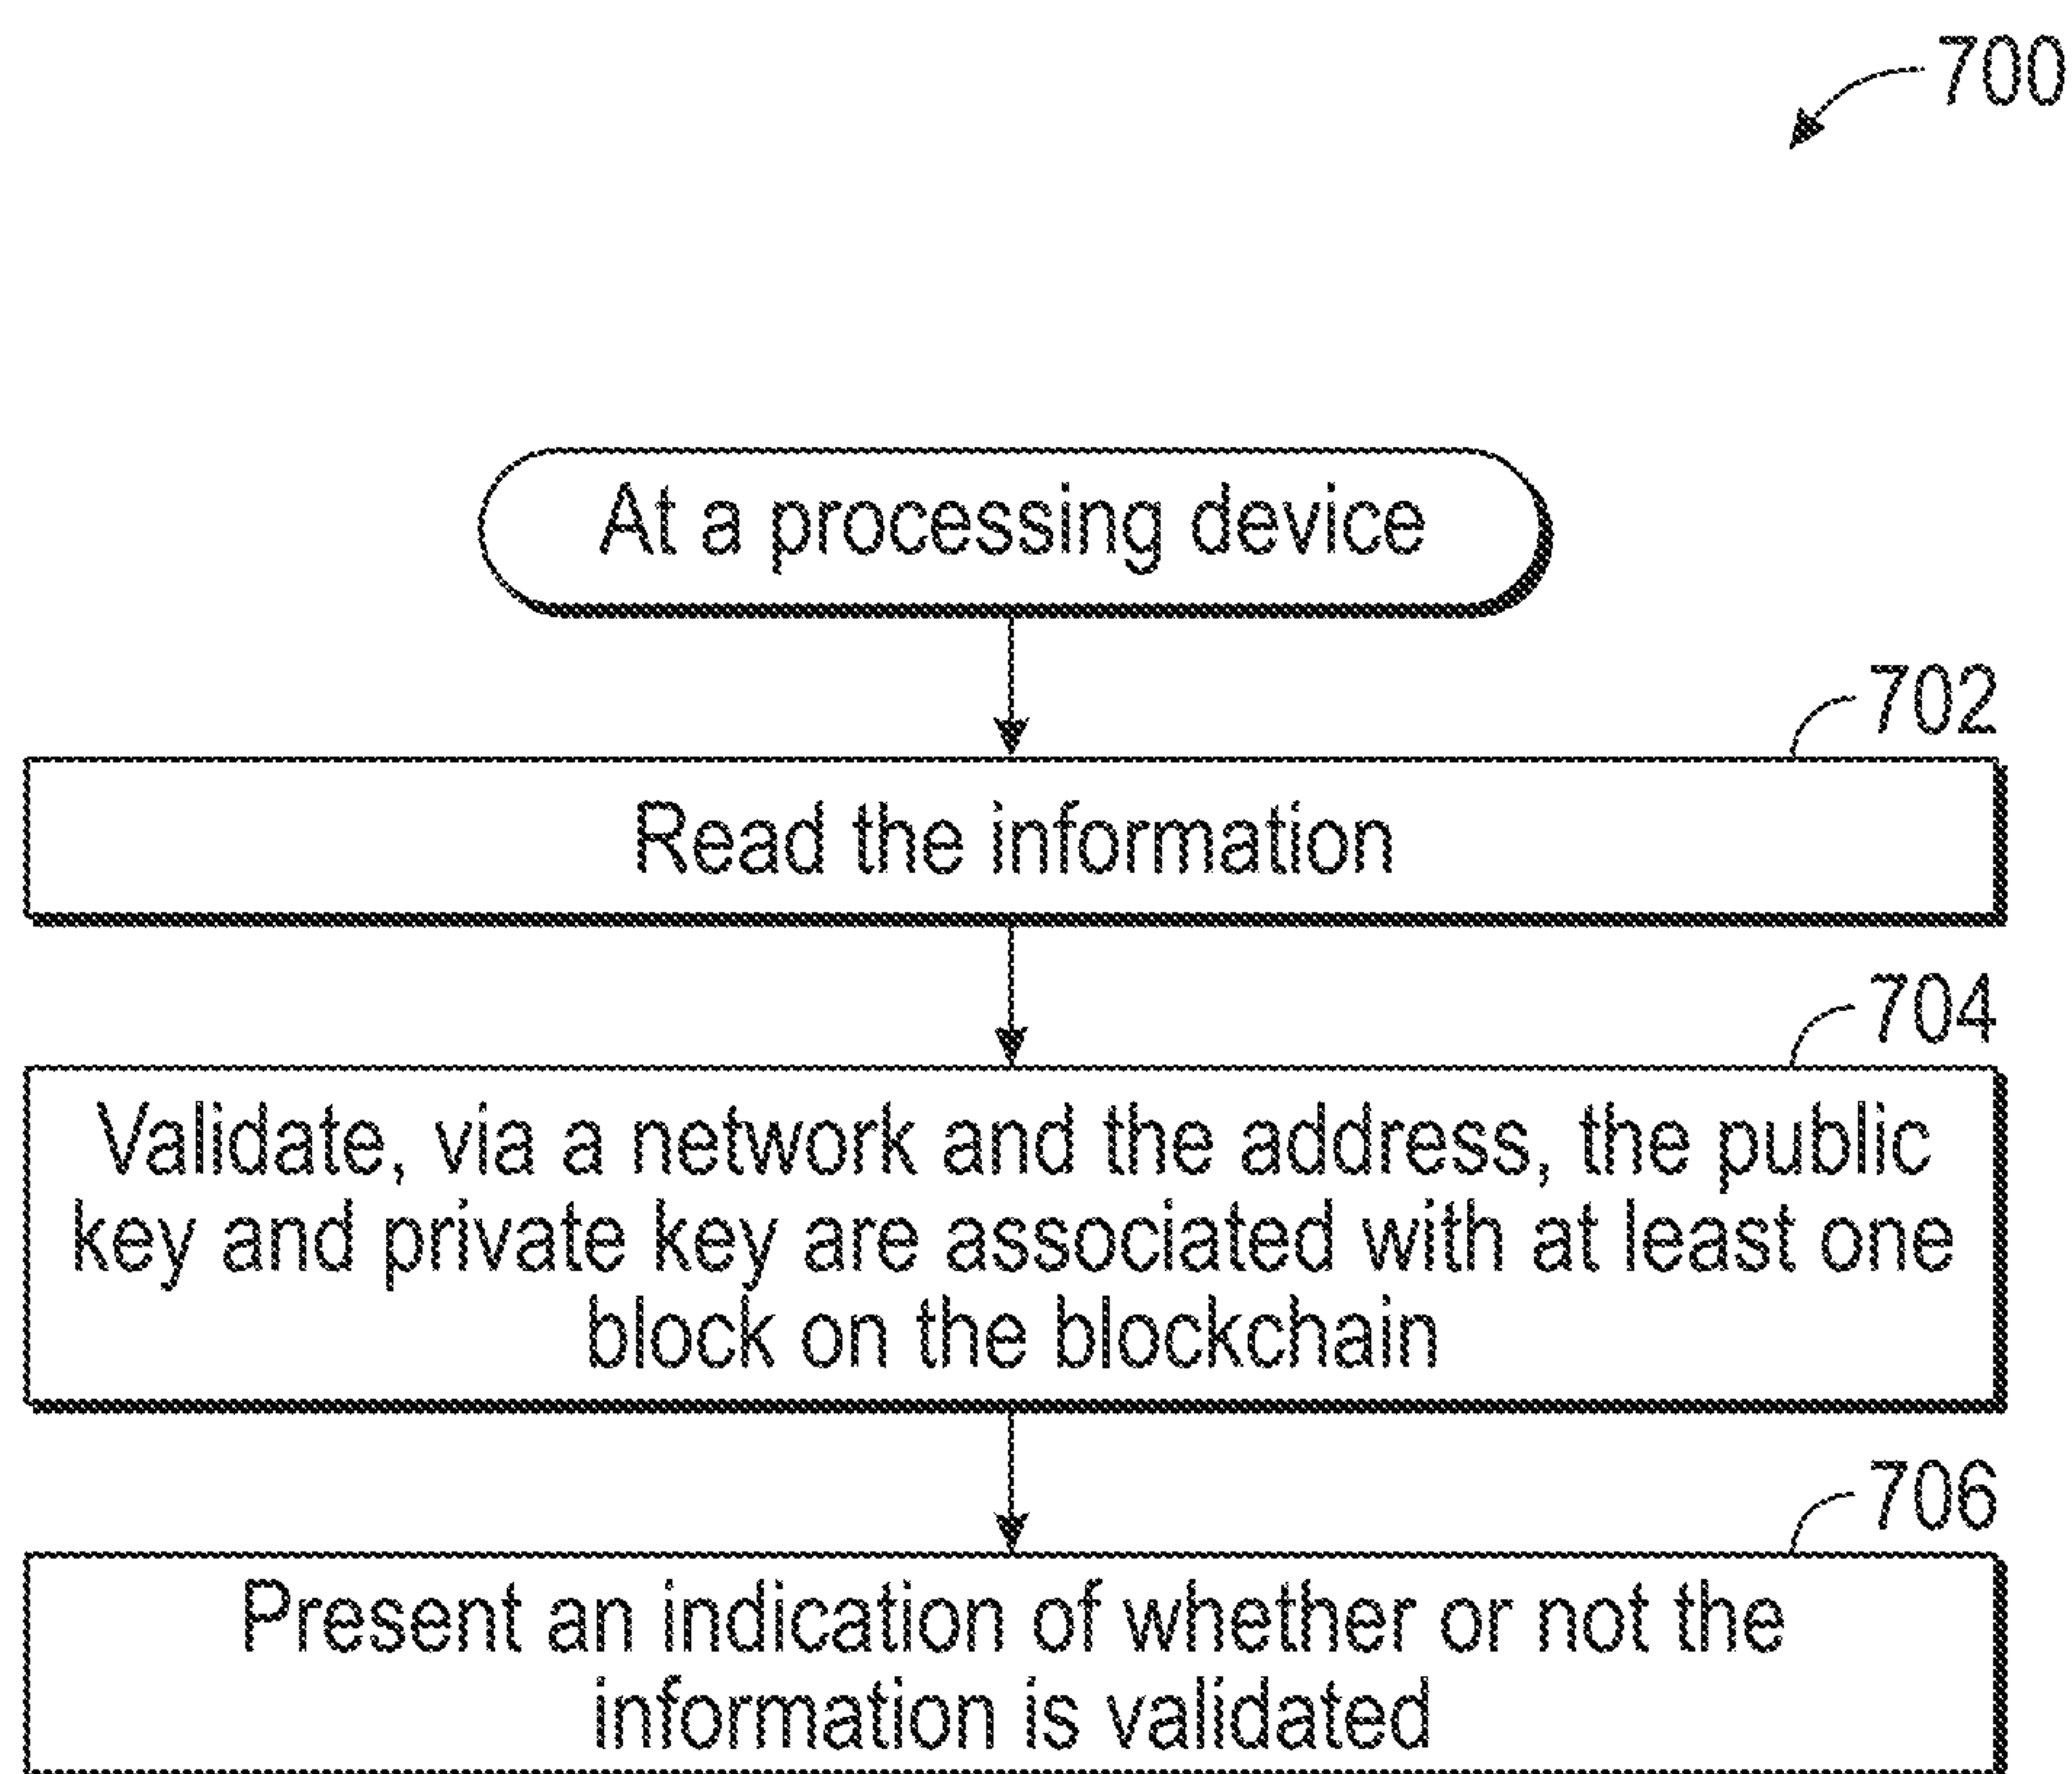 700
At a processing device
702
Read the information
704
Validate, via a network and the address, the public
key and private key are associated with at least one
block on the blockchain
706
Present an indication of whether or not the
information is validated